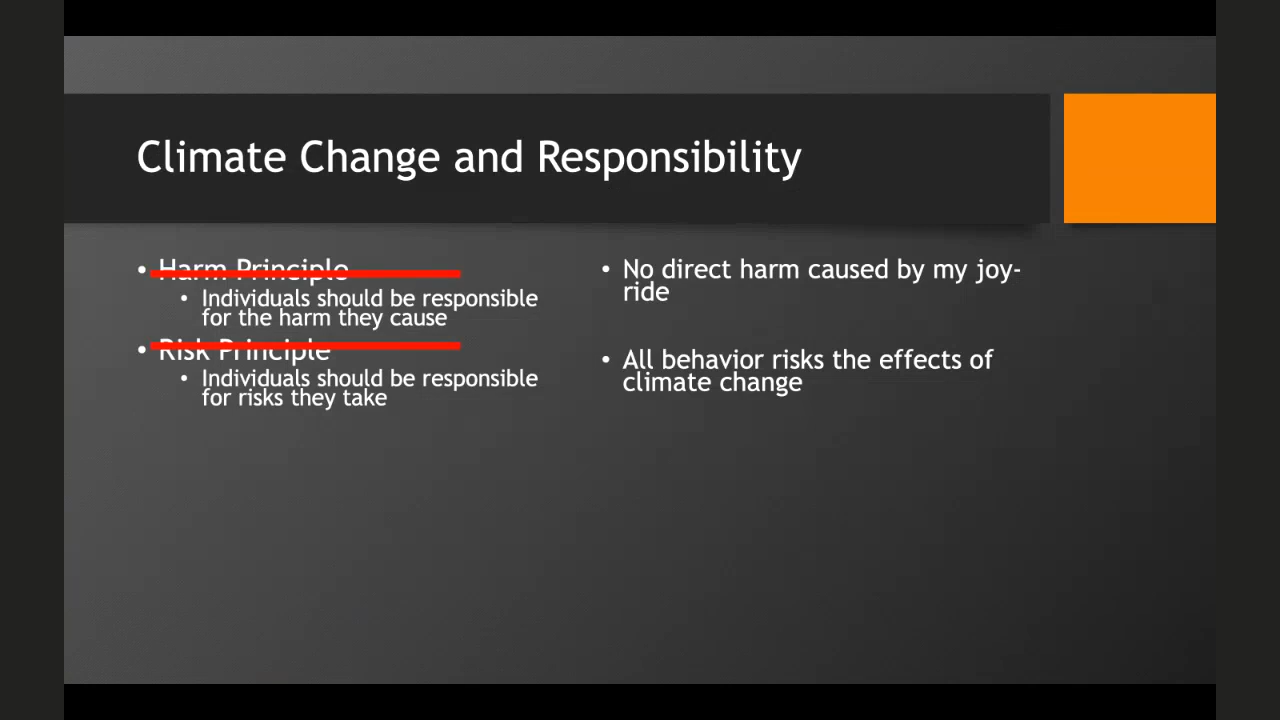 Climate Change and Responsibility
• Harm Principle
• Individuals should be responsible
for the harm they cause
• Risk Principle
• Individuals should be responsible
for risks they take
• No direct harm caused by my joy-
ride
• All behavior risks the effects of
climate change